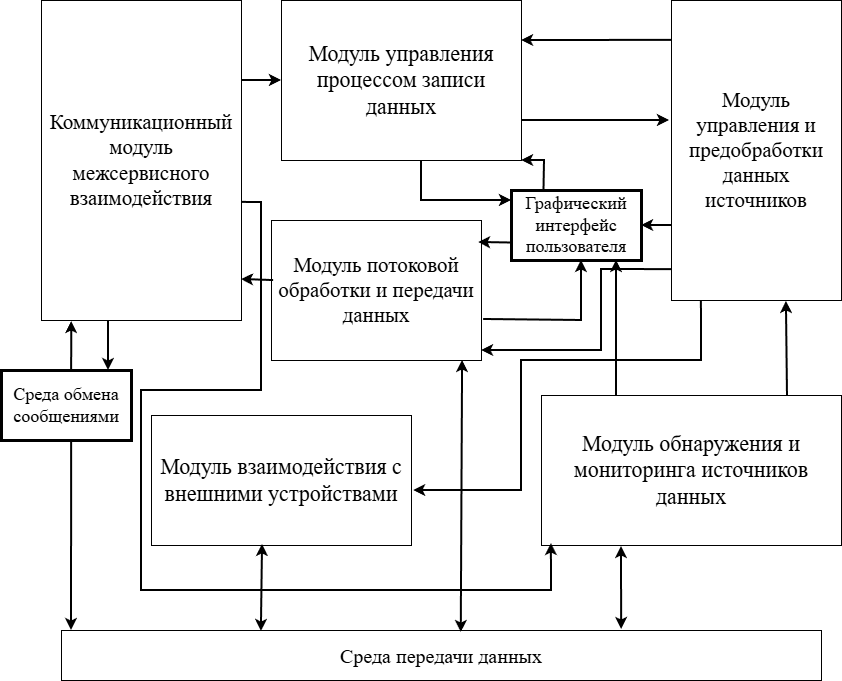 Модуль управления
процессом записи
данных
Модуль
управления и
предобработки
данных
источников
Коммуникационный
модуль
межсервисного
взаимодействия
Графический
интерфейс
пользователя
Модуль потоковой
обработки и передачи
данных
Среда обмена
сообщениями
Модуль взаимодействия с
внешними устройствами
Модуль обнаружения и
мониторинга источников
данных
Среда передачи данных